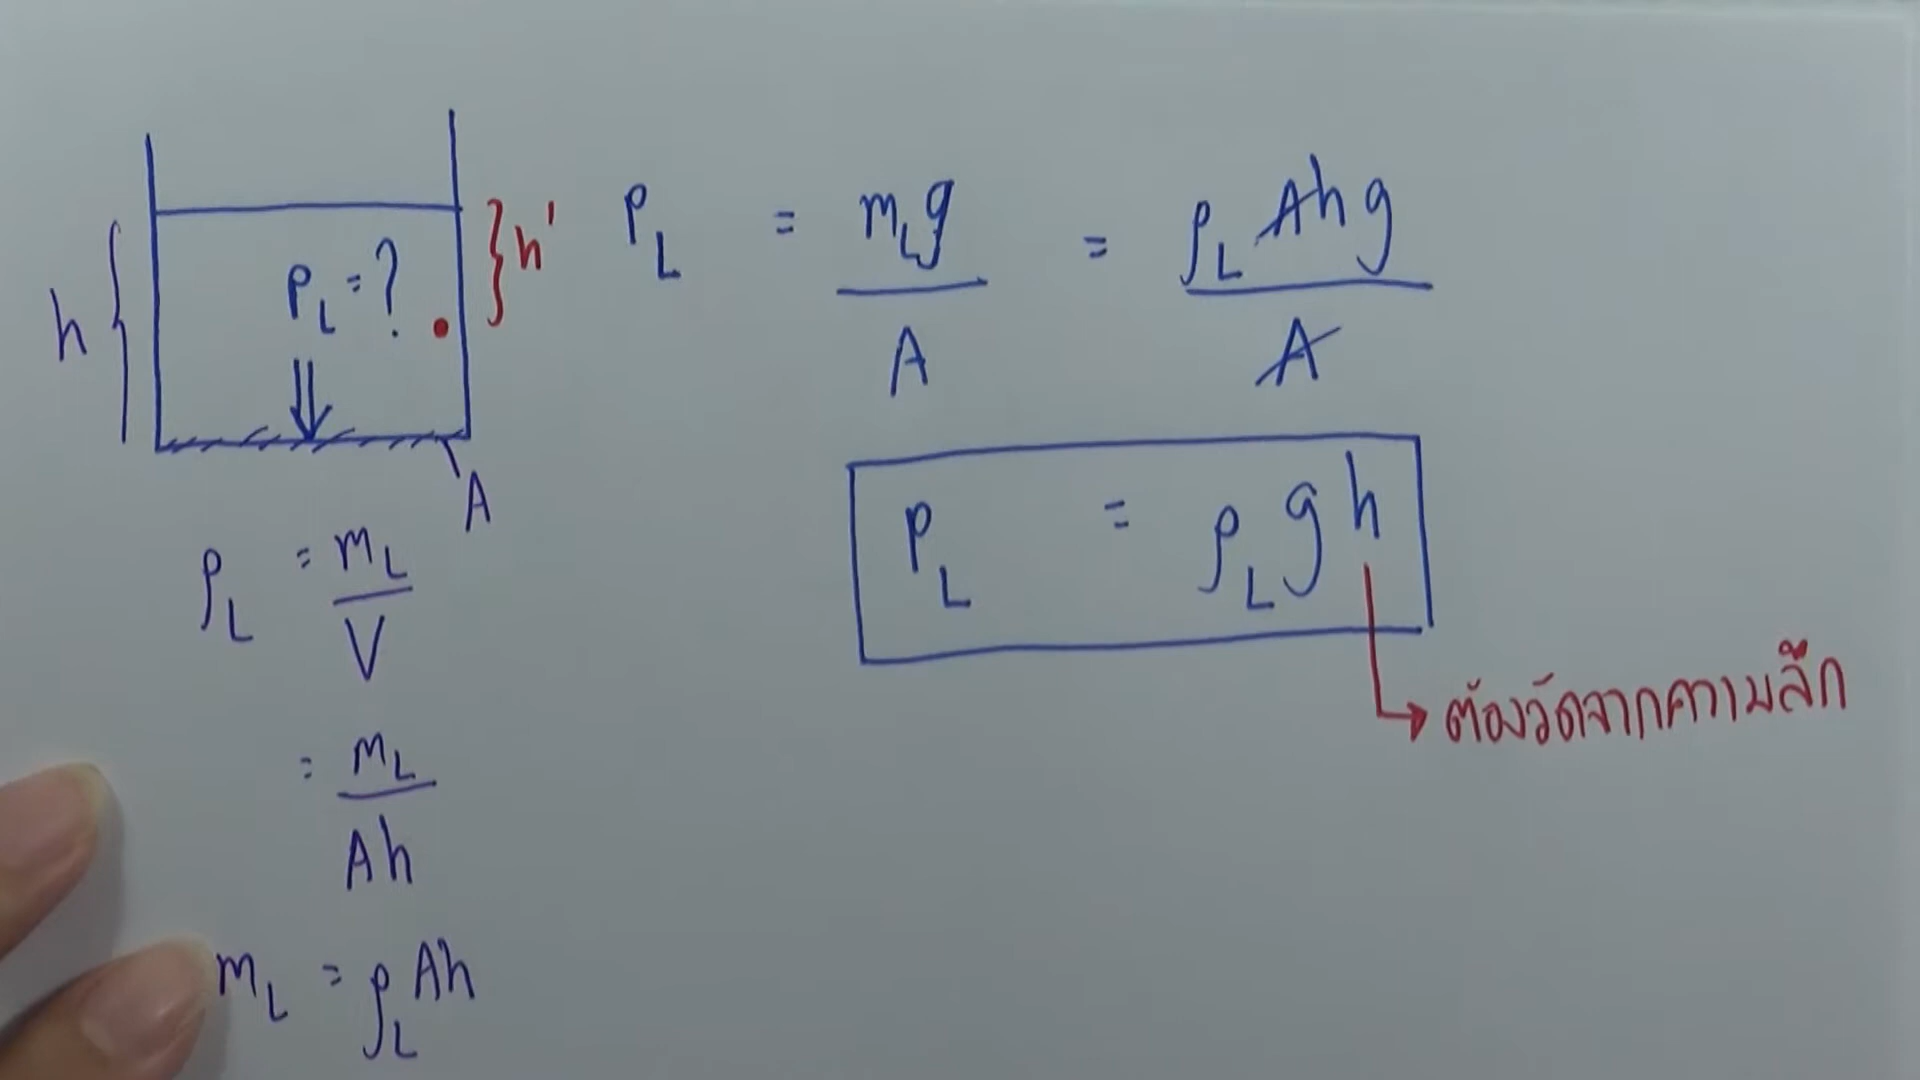 h
P_L = ?
h'
A
ρ_L = m_L / V
= m_L / Ah
m_L = ρ_L Ah
P_L = m_L g / A = ρ_L Ahg / A
P_L = ρ_L g h
ต้องวัดจากความลึก